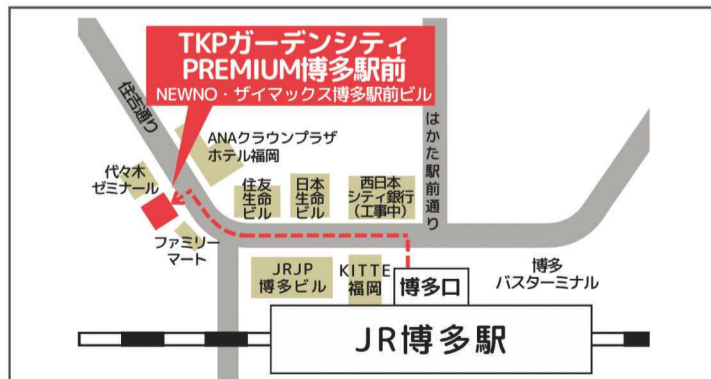 TKPガーデンシティ
PREMIUM博多駅前
NEWNO・ザイマックス博多駅前ビル
住吉通り
はかた駅前通り
ANAクラウンプラザ
ホテル福岡
代々木
ゼミナール
住友
生命
ビル
日本
生命
ビル
西日本
シティ銀行
(工事中)
ファミリー
マート
JRJP
博多ビル
KITTE
福岡
博多口
博多
バスターミナル
JR博多駅